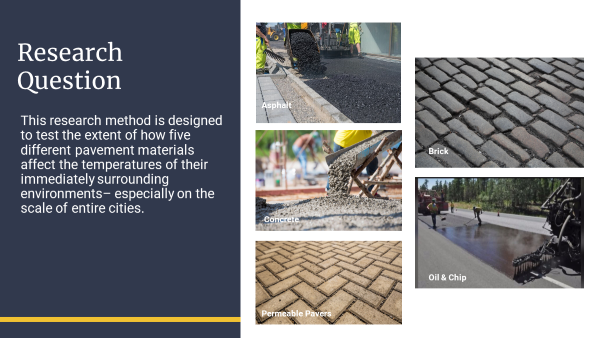 Research
Question
This research method is designed
to test the extent of how five
different pavement materials
affect the temperatures of their
immediately surrounding
environments– especially on the
scale of entire cities.
Asphalt
Concrete
Permeable Pavers
Brick
Oil & Chip